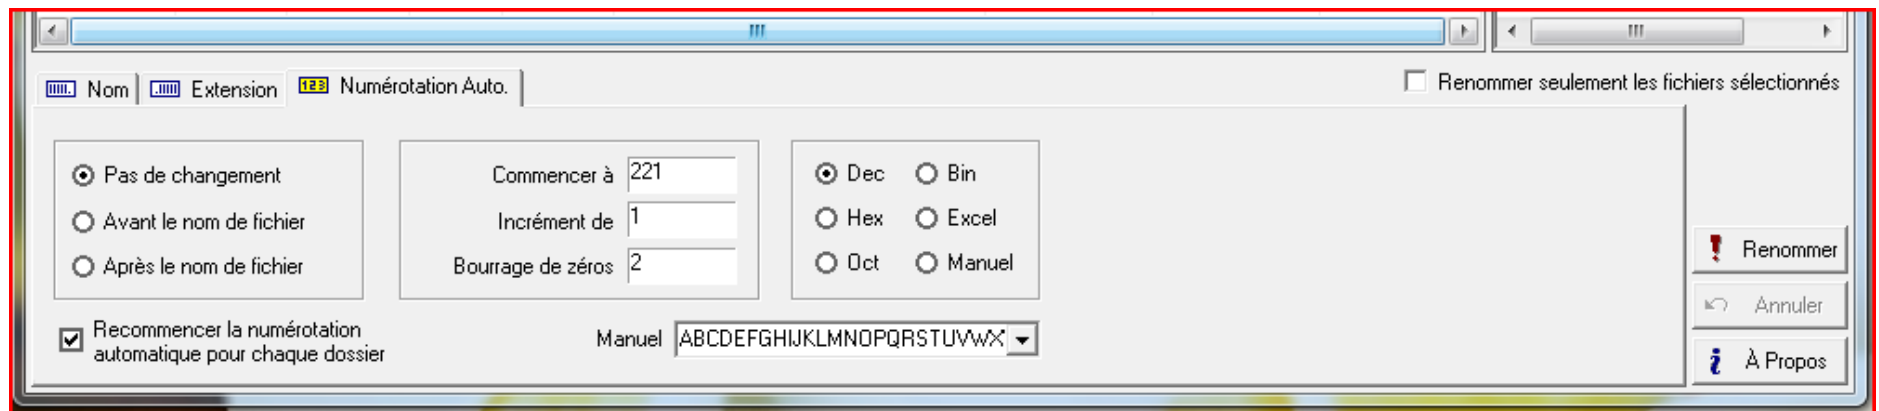 Nom Extension 123 Numérotation Auto.
Renommer seulement les fichiers sélectionnés
Pas de changement
Avant le nom de fichier
Après le nom de fichier
Commencer à 221
Incrément de 1
Bourrage de zéros 2
Dec Bin
Hex Excel
Oct Manuel
Recommencer la numérotation
automatique pour chaque dossier
Manuel ABCDEFGHIJKLMNOPQRSTUVWX
Renommer
Annuler
À Propos